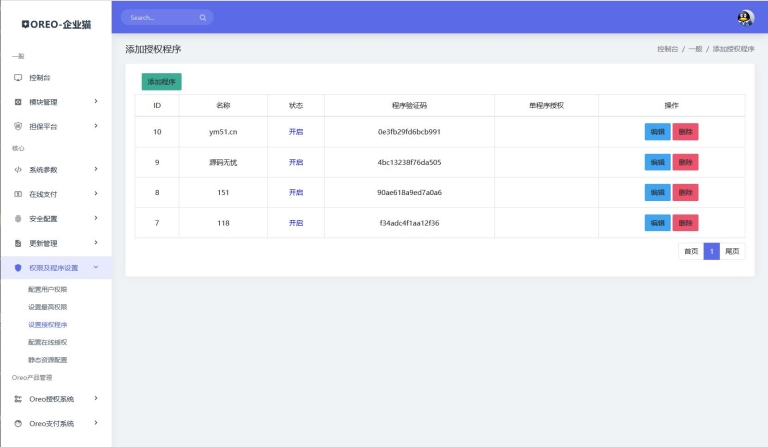 OREO-企业猫
Search...
一般
控制台
模块管理
担保平台
核心
系统参数
在线支付
安全配置
更新管理
权限及程序设置
配置用户权限
设置最高权限
设置授权程序
配置在线授权
静态资源配置
Oreo产品管理
Oreo授权系统
Oreo支付系统
添加授权程序
控制台 / 一般 / 添加授权程序
添加程序
ID 名称 状态 程序验证码 单程序授权 操作
10 ym51.cn 开启 0e3fb29fd6bcb991 编辑 删除
9 源码无忧 开启 4bc13238f76da505 编辑 删除
8 151 开启 90ae618a9ed7a0a6 编辑 删除
7 118 开启 f34adc4f1aa12f36 编辑 删除
首页 1 尾页